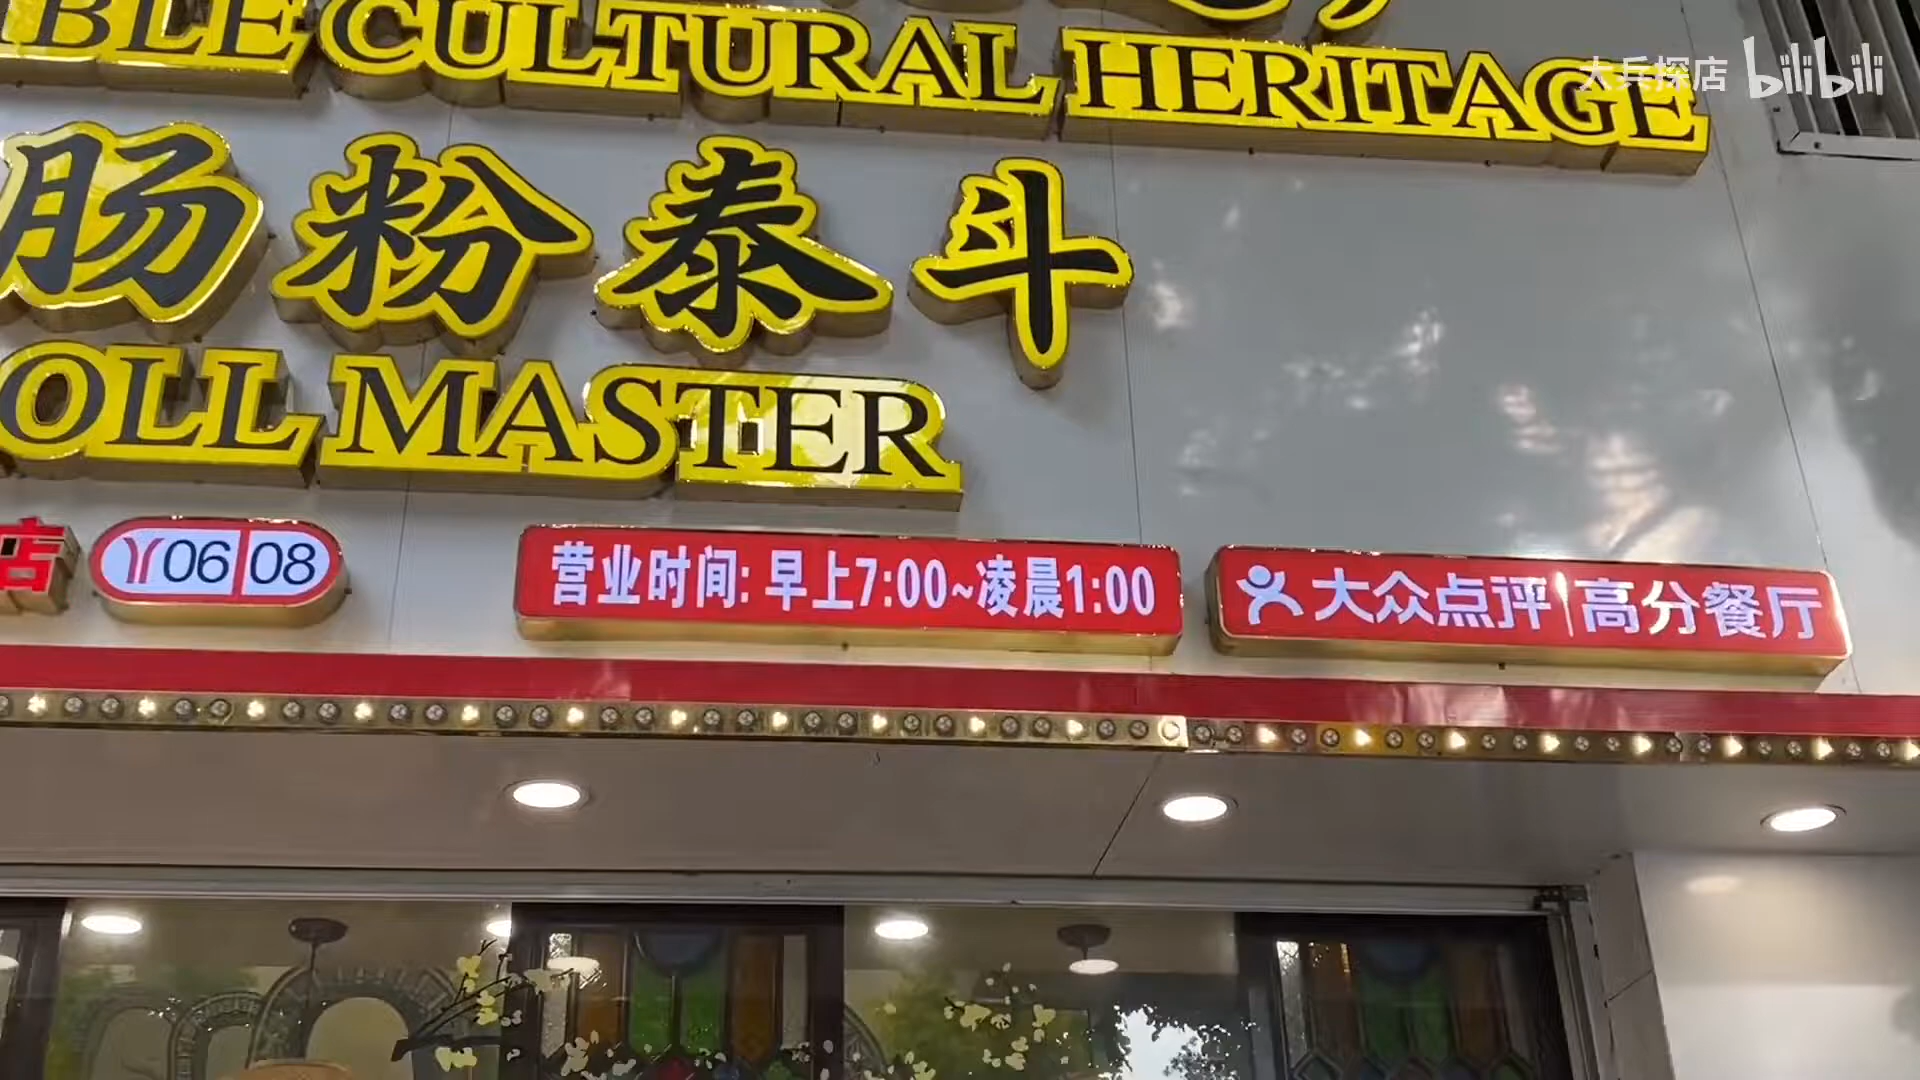 BLE CULTURAL HERITAGE
大兵探店 bilibili
肠粉泰斗
OLL MASTER
店
06 08
营业时间: 早上7:00~凌晨1:00
大众点评|高分餐厅